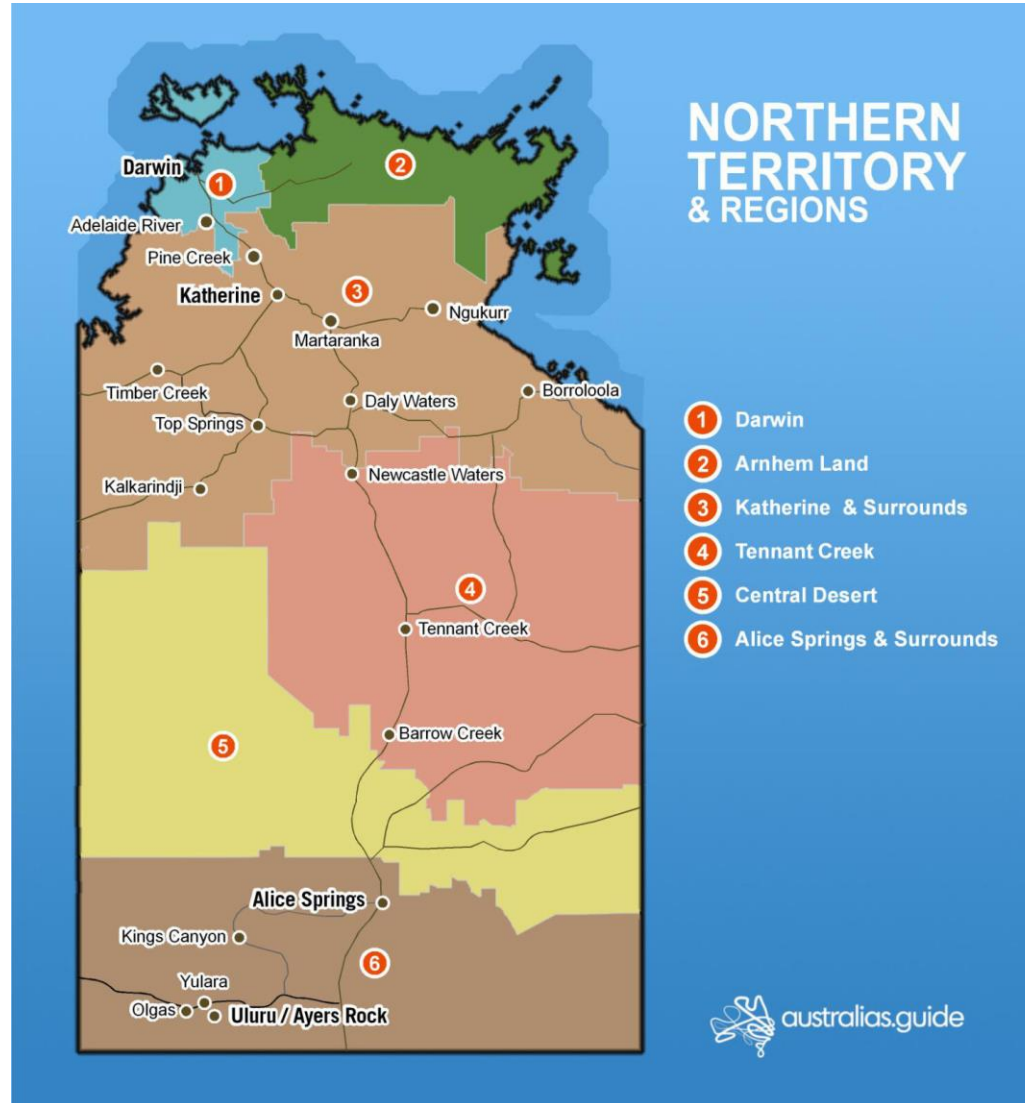 NORTHERN
TERRITORY
& REGIONS
Darwin
1
2
Adelaide River
Pine Creek
Katherine
3
Ngukurr
Martaranka
Timber Creek
Daly Waters
Borroloola
Top Springs
Newcastle Waters
Kalkarindji
4
Tennant Creek
Barrow Creek
5
Alice Springs
Kings Canyon
6
Yulara
Olgas
Uluru / Ayers Rock
1 Darwin
2 Arnhem Land
3 Katherine & Surrounds
4 Tennant Creek
5 Central Desert
6 Alice Springs & Surrounds
australias.guide